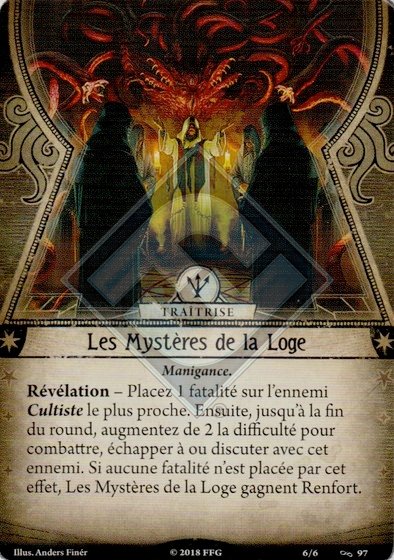 TRAÎTRISE
Les Mystères de la Loge
Manigance.
Révélation – Placez 1 fatalité sur l'ennemi
Cultiste le plus proche. Ensuite, jusqu'à la fin
du round, augmentez de 2 la difficulté pour
combattre, échapper à ou discuter avec cet
ennemi. Si aucune fatalité n'est placée par cet
effet, Les Mystères de la Loge gagnent Renfort.
Illus. Anders Finér © 2018 FFG 6/6 97